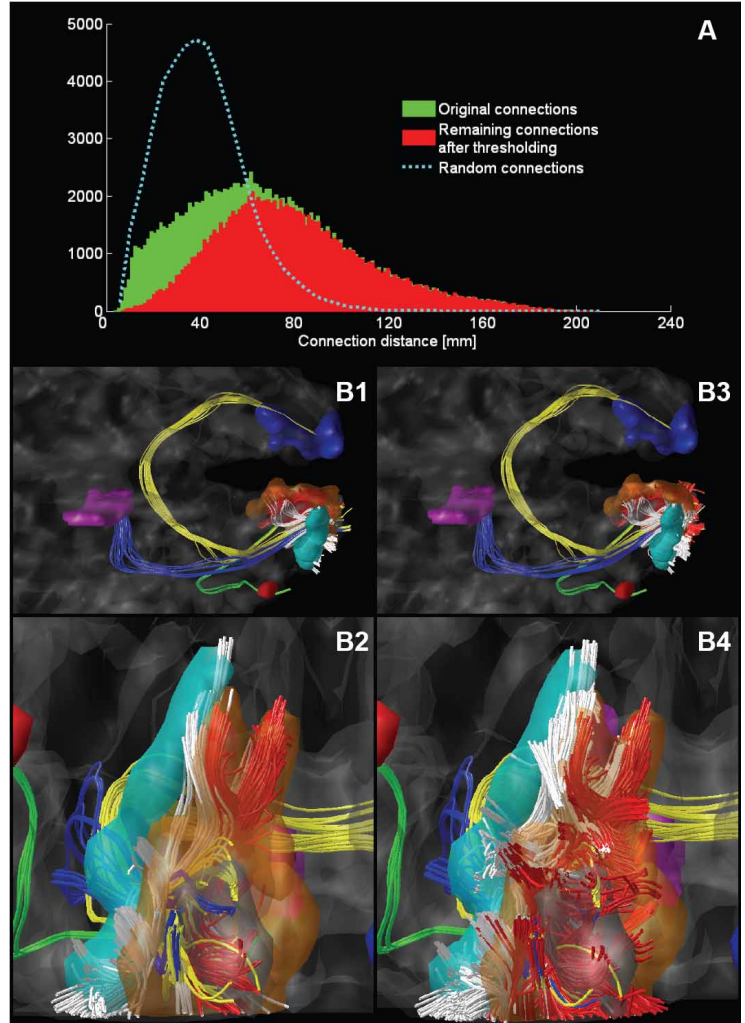 A
5000
4000
3000
2000
1000
0
Original connections
Remaining connections
after thresholding
Random connections
0 40 80 120 160 200 240
Connection distance [mm]
B1
B3
B2
B4